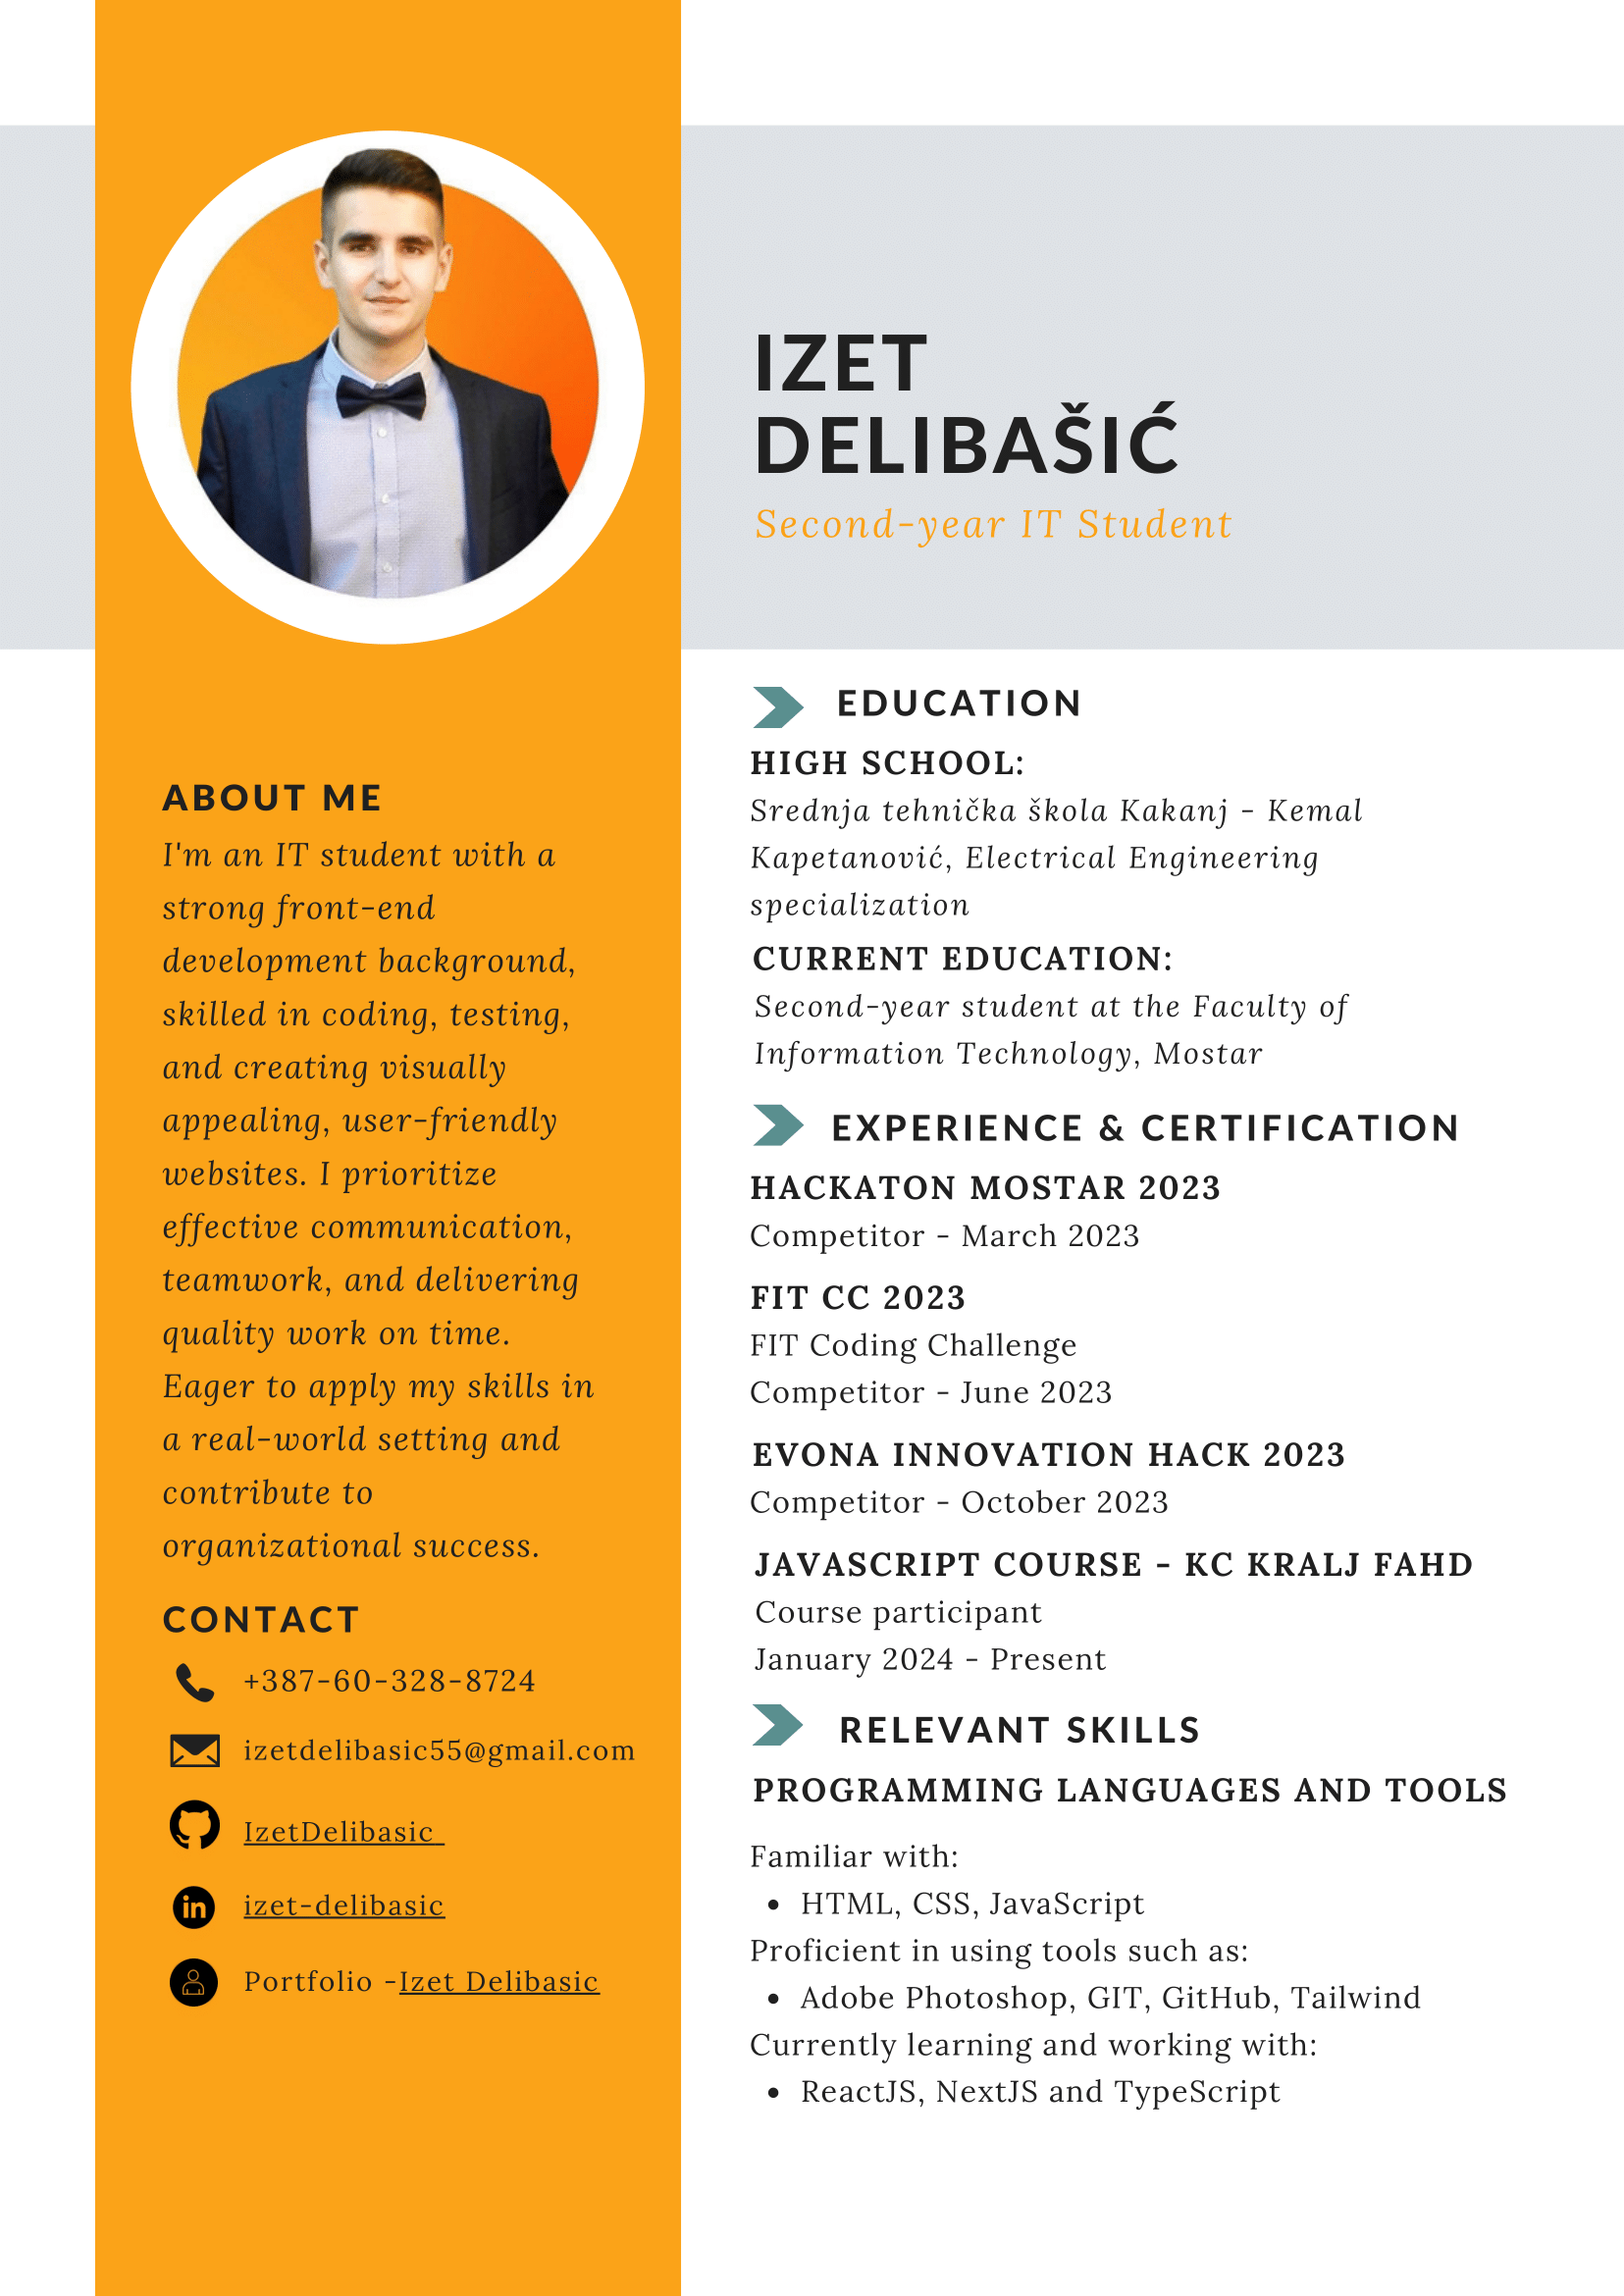 IZET
DELIBAŠIĆ
Second-year IT Student
ABOUT ME
I'm an IT student with a
strong front-end
development background,
skilled in coding, testing,
and creating visually
appealing, user-friendly
websites. I prioritize
effective communication,
teamwork, and delivering
quality work on time.
Eager to apply my skills in
a real-world setting and
contribute to
organizational success.
CONTACT
+387-60-328-8724
izetdelibasic55@gmail.com
IzetDelibasic
in izet-delibasic
Portfolio -Izet Delibasic
EDUCATION
HIGH SCHOOL:
Srednja tehnička škola Kakanj - Kemal
Kapetanović, Electrical Engineering
specialization
CURRENT EDUCATION:
Second-year student at the Faculty of
Information Technology, Mostar
EXPERIENCE & CERTIFICATION
HACKATON MOSTAR 2023
Competitor - March 2023
FIT CC 2023
FIT Coding Challenge
Competitor - June 2023
EVONA INNOVATION HACK 2023
Competitor - October 2023
JAVASCRIPT COURSE - KC KRALJ FAHD
Course participant
January 2024 - Present
RELEVANT SKILLS
PROGRAMMING LANGUAGES AND TOOLS
Familiar with:
• HTML, CSS, JavaScript
Proficient in using tools such as:
• Adobe Photoshop, GIT, GitHub, Tailwind
Currently learning and working with:
• ReactJS, NextJS and TypeScript